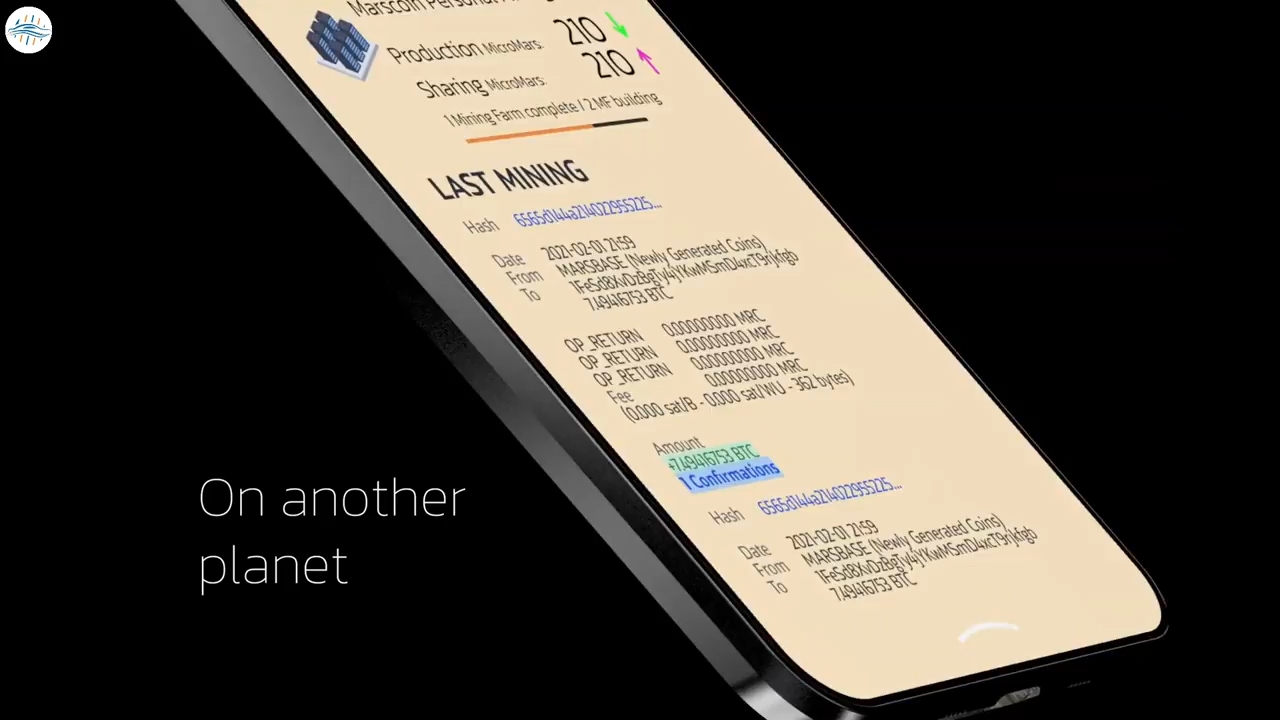 Marscoin Personal
Production MicroMars: 210
Sharing MicroMars: 210
1 Mining Farm complete / 2 MF building
LAST MINING
Hash 6565d144a214022955225...
Date 2021-02-01 21:59
From MARSBASE (Newly Generated Coins)
To 1FeSd8XvDzBgTy4jYKwMSmD4xcT9rjkfgb
7.49416753 BTC
OP_RETURN 0.00000000 MRC
OP_RETURN 0.00000000 MRC
OP_RETURN 0.00000000 MRC
Fee 0.00000000 MRC
(0.000 sat/B - 0.000 sat/WU - 362 bytes)
Amount
+7.49416753 BTC
1 Confirmations
Hash 6565d144a214022955225...
Date 2021-02-01 21:59
From MARSBASE (Newly Generated Coins)
To 1FeSd8XvDzBgTy4jYKwMSmD4xcT9rjkfgb
7.49416753 BTC
On another
planet